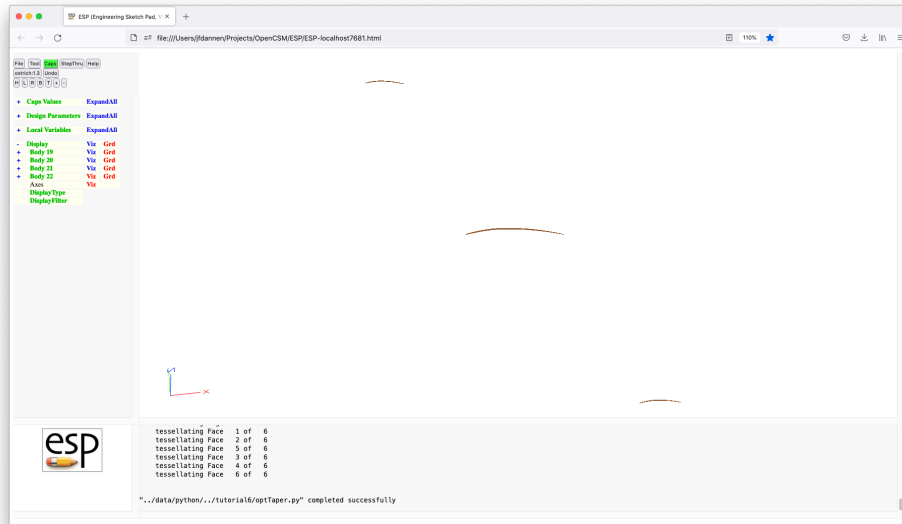 ESP (Engineering Sketch Pad, V
file:///Users/jfdannen/Projects/OpenCSM/ESP/ESP-localhost7681.html
110%
File Tool Caps StepThru Help
ostrich:1.3 Undo
H L R B T + -
+ Caps Values ExpandAll
+ Design Parameters ExpandAll
+ Local Variables ExpandAll
- Display Viz Grd
+ Body 19 Viz Grd
+ Body 20 Viz Grd
+ Body 21 Viz Grd
+ Body 22 Viz Grd
Axes Viz
DisplayType
DisplayFilter
X
esp
tessellating Face 1 of 6
tessellating Face 2 of 6
tessellating Face 5 of 6
tessellating Face 3 of 6
tessellating Face 4 of 6
tessellating Face 6 of 6
"../data/python/../tutorial6/optTaper.py" completed successfully